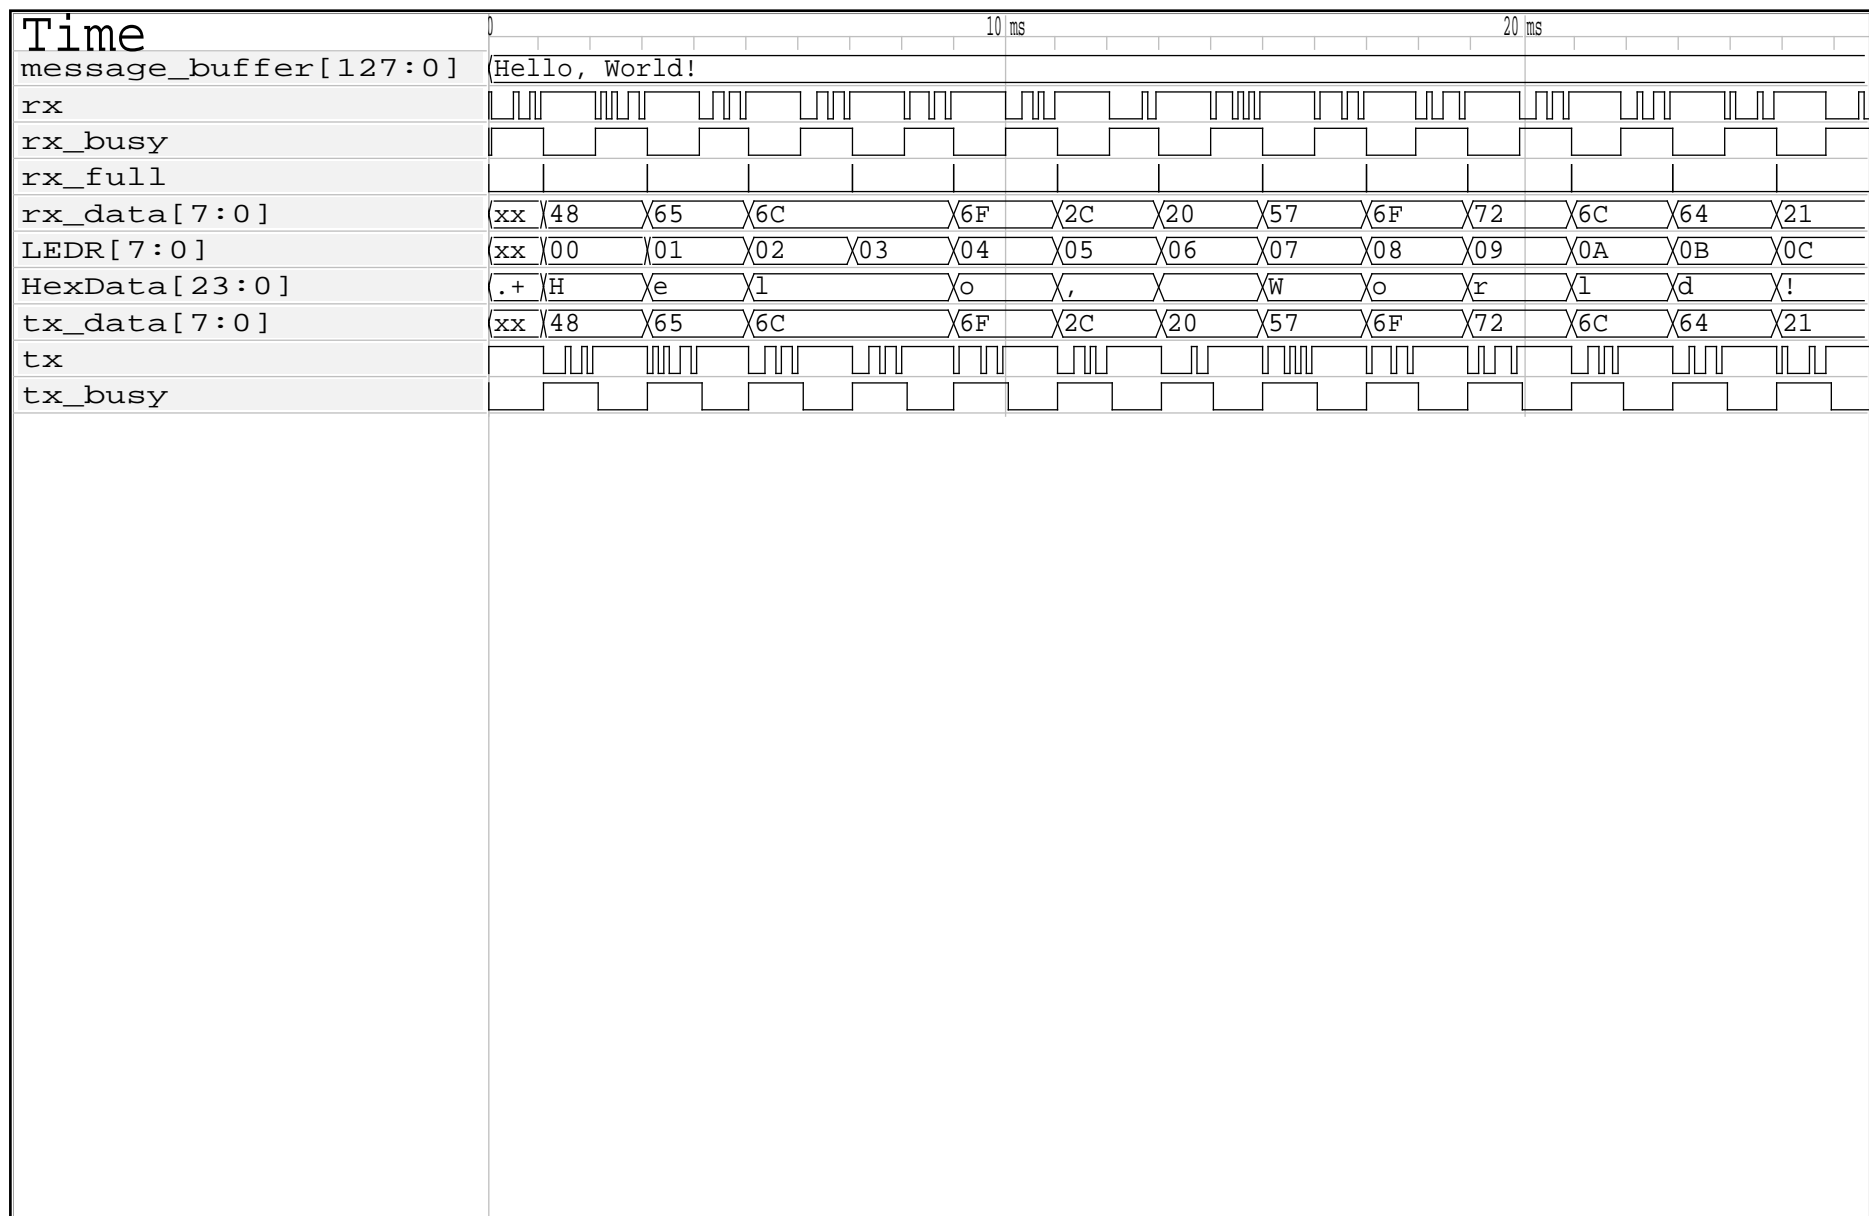 Time 0 10 ms 20 ms
message_buffer[127:0] Hello, World!
rx
rx_busy
rx_full
rx_data[7:0] xx 48 65 6C 6F 2C 20 57 6F 72 6C 64 21
LEDR[7:0] xx 00 01 02 03 04 05 06 07 08 09 0A 0B 0C
HexData[23:0] .+ H e l o , W o r l d !
tx_data[7:0] xx 48 65 6C 6F 2C 20 57 6F 72 6C 64 21
tx
tx_busy